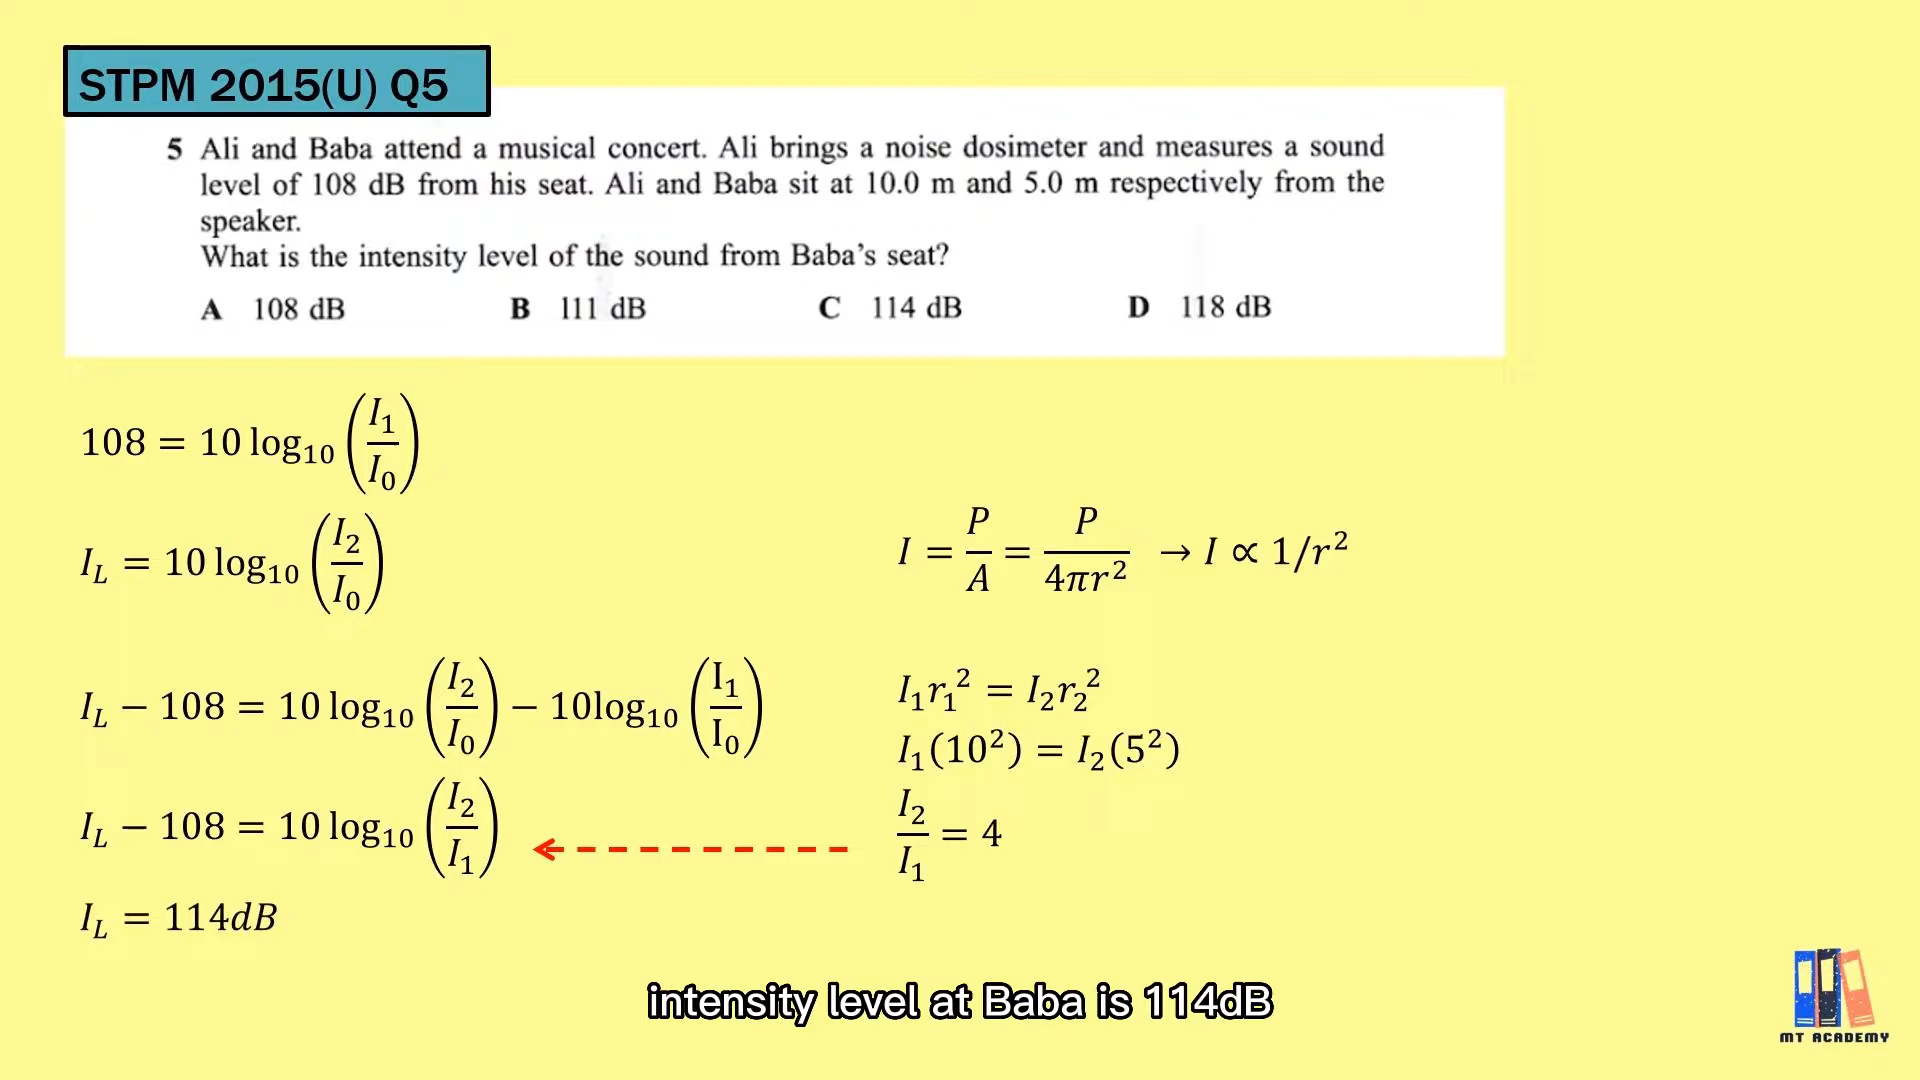 STPM 2015(U) Q5
5 Ali and Baba attend a musical concert. Ali brings a noise dosimeter and measures a sound
level of 108 dB from his seat. Ali and Baba sit at 10.0 m and 5.0 m respectively from the
speaker.
What is the intensity level of the sound from Baba's seat?
A 108 dB B 111 dB C 114 dB D 118 dB
108 = 10 log₁₀ (I₁/I₀)
I_L = 10 log₁₀ (I₂/I₀)
I_L − 108 = 10 log₁₀ (I₂/I₀) − 10log₁₀ (I₁/I₀)
I_L − 108 = 10 log₁₀ (I₂/I₁)
I_L = 114dB
I = P/A = P/4πr² → I ∝ 1/r²
I₁r₁² = I₂r₂²
I₁(10²) = I₂(5²)
I₂/I₁ = 4
intensity level at Baba is 114dB
MT ACADEMY